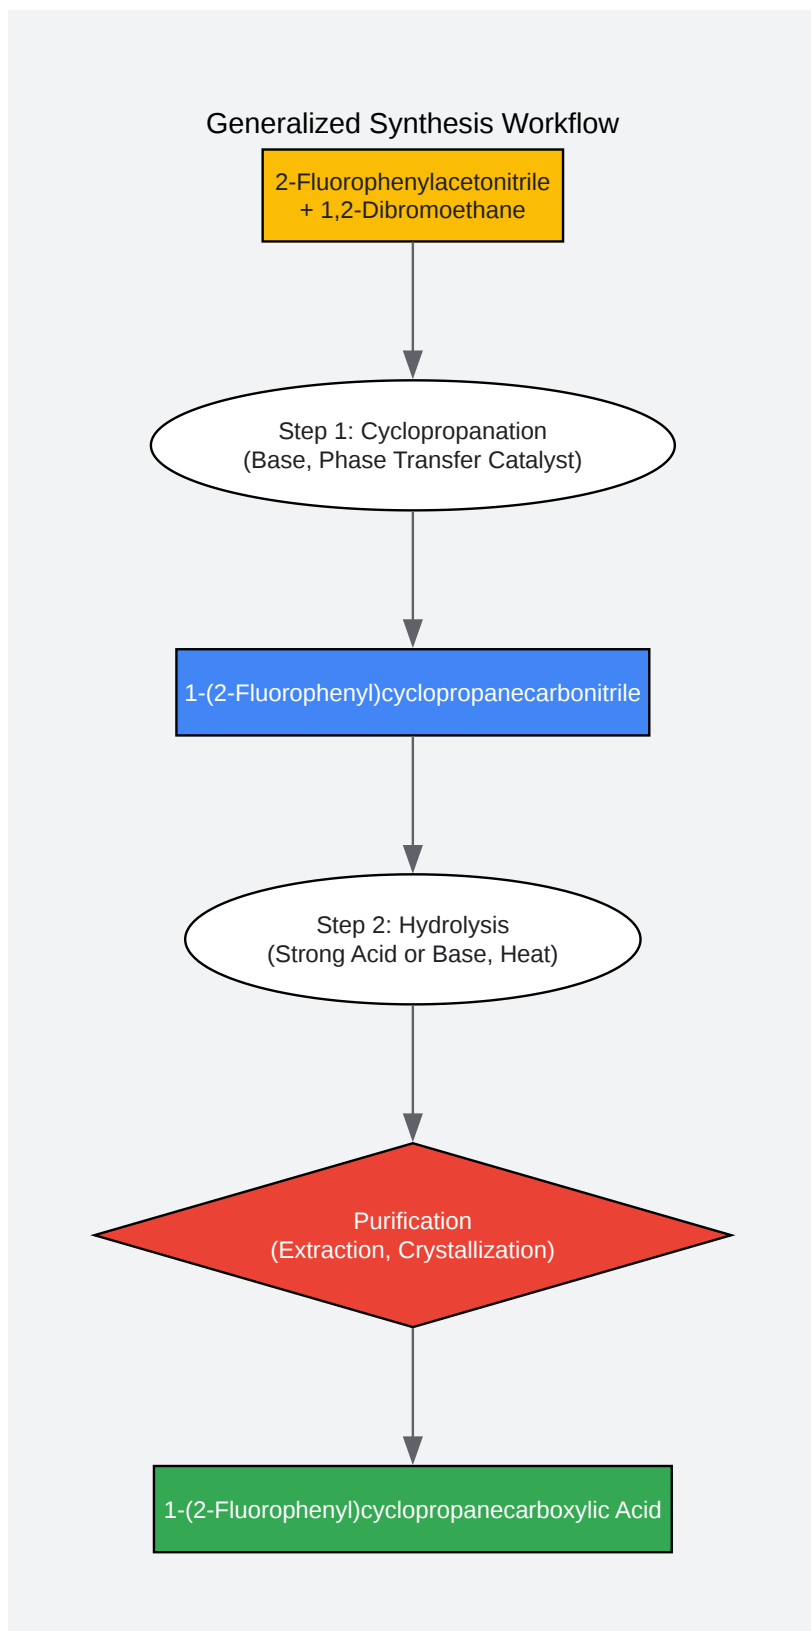 Generalized Synthesis Workflow
2-Fluorophenylacetonitrile
+ 1,2-Dibromoethane
Step 1: Cyclopropanation
(Base, Phase Transfer Catalyst)
1-(2-Fluorophenyl)cyclopropanecarbonitrile
Step 2: Hydrolysis
(Strong Acid or Base, Heat)
Purification
(Extraction, Crystallization)
1-(2-Fluorophenyl)cyclopropanecarboxylic Acid